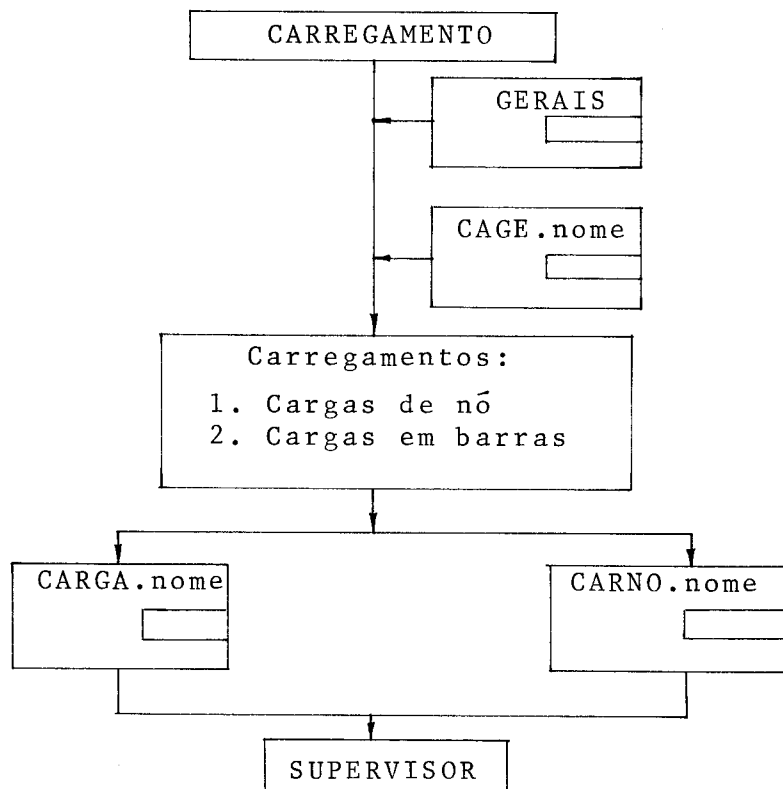 CARREGAMENTO
GERAIS
CAGE.nome
Carregamentos:
1. Cargas de nó
2. Cargas em barras
CARGA.nome
CARNO.nome
SUPERVISOR